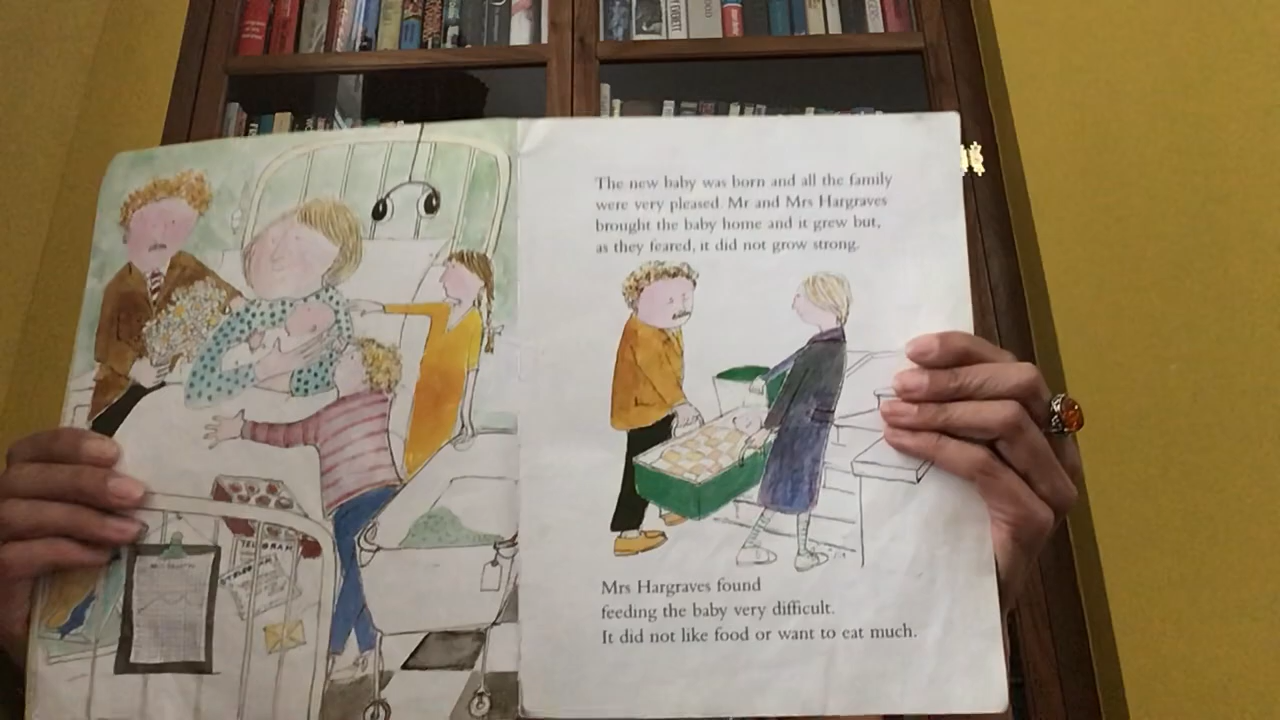 TELEGRAM
The new baby was born and all the family
were very pleased. Mr and Mrs Hargraves
brought the baby home and it grew but,
as they feared, it did not grow strong.
Mrs Hargraves found
feeding the baby very difficult.
It did not like food or want to eat much.